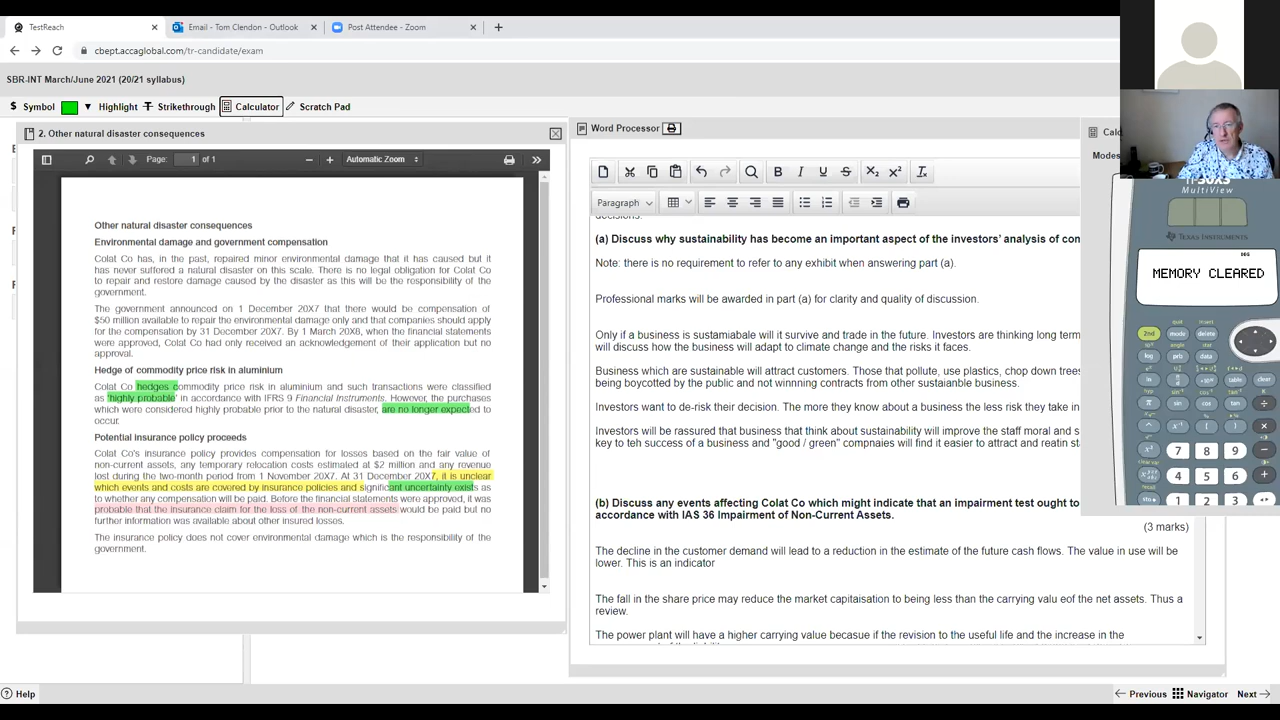 TestReach
Email - Tom Clendon - Outlook
Post Attendee - Zoom
cbept.accaglobal.com/tr-candidate/exam
SBR-INT March/June 2021 (20/21 syllabus)
Symbol Highlight Strikethrough Calculator Scratch Pad
2. Other natural disaster consequences
Page: 1 of 1 Automatic Zoom
Other natural disaster consequences
Environmental damage and government compensation
Colat Co has, in the past, repaired minor environmental damage that it has caused but it
has never suffered a natural disaster on this scale. There is no legal obligation for Colat Co
to repair and restore damage caused by the disaster as this will be the responsibility of the
government.
The government announced on 1 December 20X7 that there would be compensation of
$50 million available to repair the environmental damage only and that companies should apply
for the compensation by 31 December 20X7. By 1 March 20X8, when the financial statements
were approved, Colat Co had only received an acknowledgement of their application but no
approval.
Hedge of commodity price risk in aluminium
Colat Co hedges commodity price risk in aluminium and such transactions were classified
as 'highly probable' in accordance with IFRS 9 Financial Instruments. However, the purchases
which were considered highly probable prior to the natural disaster, are no longer expected to
occur.
Potential insurance policy proceeds
Colat Co's insurance policy provides compensation for losses based on the fair value of
non-current assets, any temporary relocation costs estimated at $2 million and any revenue
lost during the two-month period from 1 November 20X7. At 31 December 20X7, it is unclear
which events and costs are covered by insurance policies and significant uncertainty exists as
to whether any compensation will be paid. Before the financial statements were approved, it was
probable that the insurance claim for the loss of the non-current assets would be paid but no
further information was available about other insured losses.
The insurance policy does not cover environmental damage which is the responsibility of the
government.
Word Processor
Paragraph
decisions.
(a) Discuss why sustainability has become an important aspect of the investors' analysis of con
Note: there is no requirement to refer to any exhibit when answering part (a).
Professional marks will be awarded in part (a) for clarity and quality of discussion.
Only if a business is sustamiabale will it survive and trade in the future. Investors are thinking long term
will discuss how the business will adapt to climate change and the risks it faces.
Business which are sustainable will attract customers. Those that pollute, use plastics, chop down trees
being boycotted by the public and not winnning contracts from other sustaianble business.
Investors want to de-risk their decision. The more they know about a business the less risk they take in
Investors will be reassured that business that think about sustainability will improve the staff moral and s
key to teh success of a business and "good / green" compnaies will find it easier to attract and reatin st
(b) Discuss any events affecting Colat Co which might indicate that an impairment test ought to
accordance with IAS 36 Impairment of Non-Current Assets.
(3 marks)
The decline in the customer demand will lead to a reduction in the estimate of the future cash flows. The value in use will be
lower. This is an indicator
The fall in the share price may reduce the market capitaisation to being less than the carrying valu eof the net assets. Thus a
review.
The power plant will have a higher carrying value becasue if the revision to the useful life and the increase in the
Calc
Modes
MultiView
TEXAS INSTRUMENTS
MEMORY CLEARED
2nd mode delete
log prb data
ln table clear
π sin cos tan
( )
7 8 9
4 5 6
1 2 3
Help
Previous Navigator Next